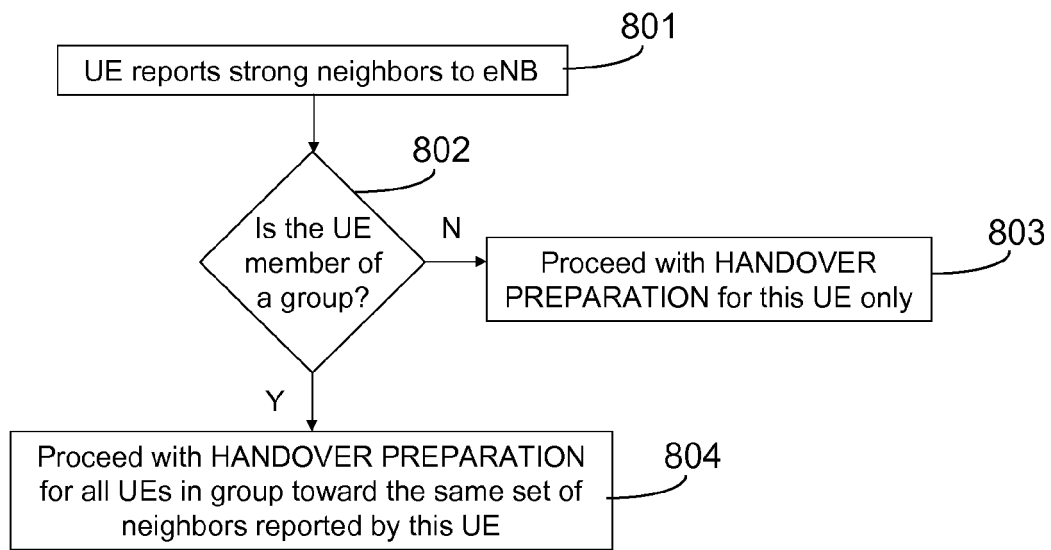 801
UE reports strong neighbors to eNB
802
Is the UE
member of
a group?
N
803
Proceed with HANDOVER
PREPARATION for this UE only
Y
804
Proceed with HANDOVER PREPARATION
for all UEs in group toward the same set of
neighbors reported by this UE